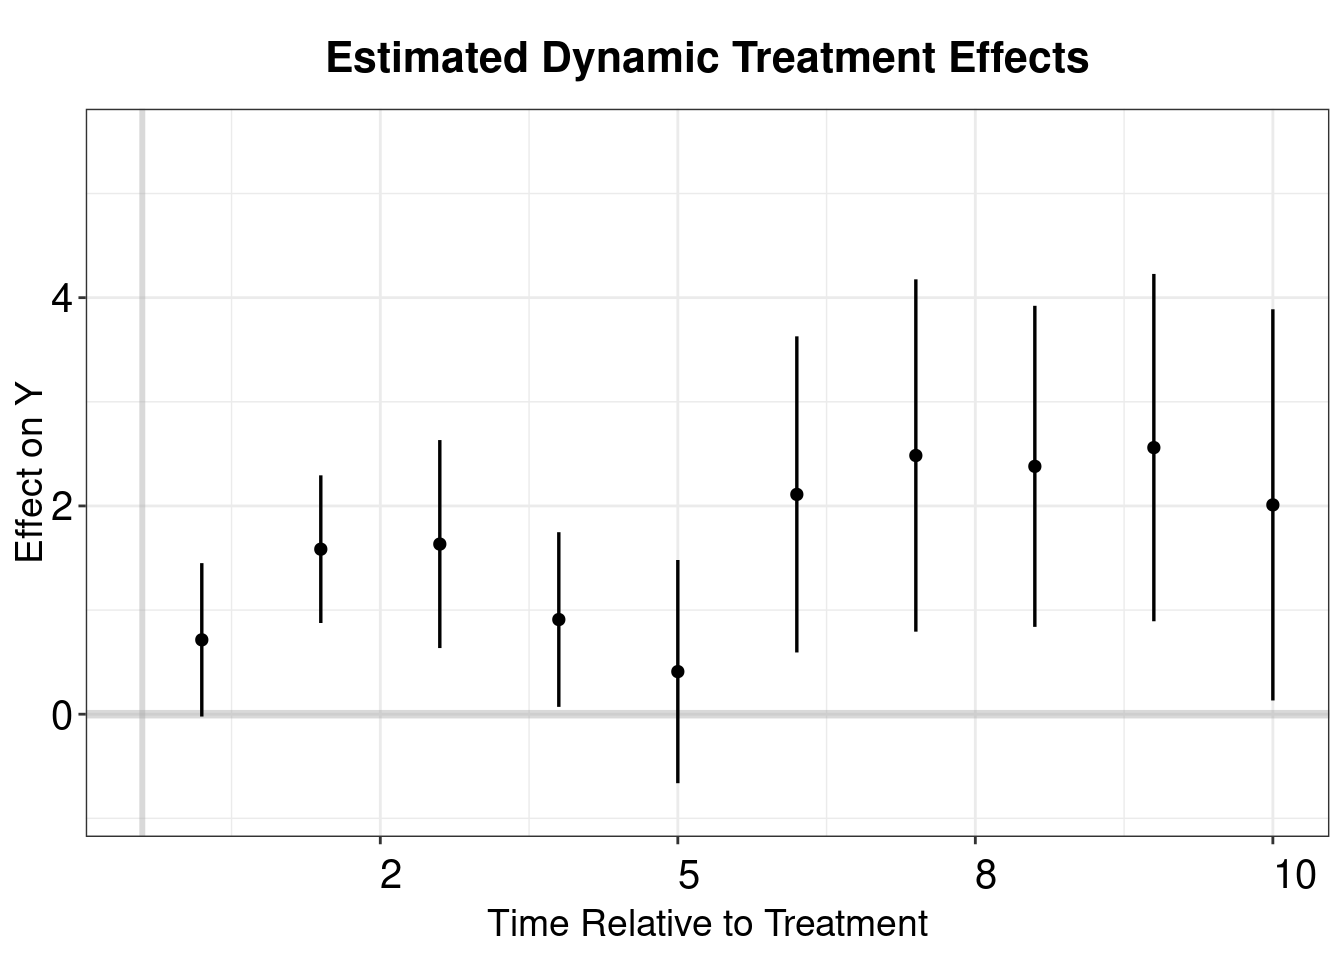 Estimated Dynamic Treatment Effects
Effect on Y
4
2
0
2 5 8 10
Time Relative to Treatment